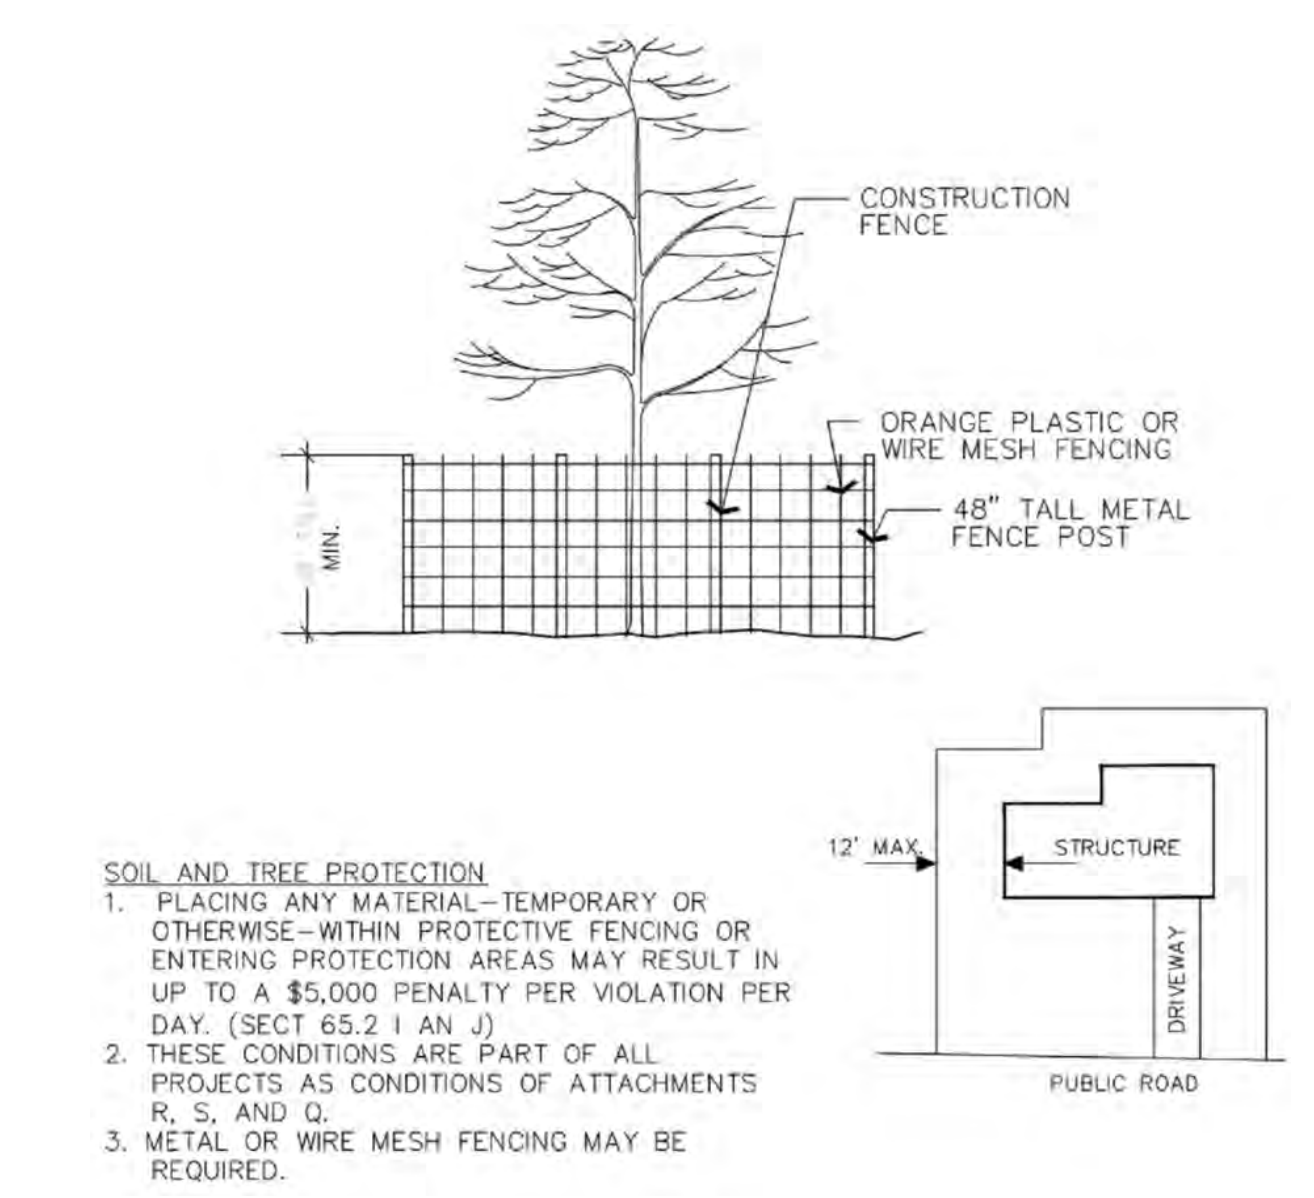 CONSTRUCTION
FENCE
ORANGE PLASTIC OR
WIRE MESH FENCING
48" TALL METAL
FENCE POST
MIN.
12' MAX.
STRUCTURE
DRIVEWAY
PUBLIC ROAD
SOIL AND TREE PROTECTION
1. PLACING ANY MATERIAL-TEMPORARY OR
OTHERWISE-WITHIN PROTECTIVE FENCING OR
ENTERING PROTECTION AREAS MAY RESULT IN
UP TO A $5,000 PENALTY PER VIOLATION PER
DAY. (SECT 65.2 I AN J)
2. THESE CONDITIONS ARE PART OF ALL
PROJECTS AS CONDITIONS OF ATTACHMENTS
R, S, AND Q.
3. METAL OR WIRE MESH FENCING MAY BE
REQUIRED.